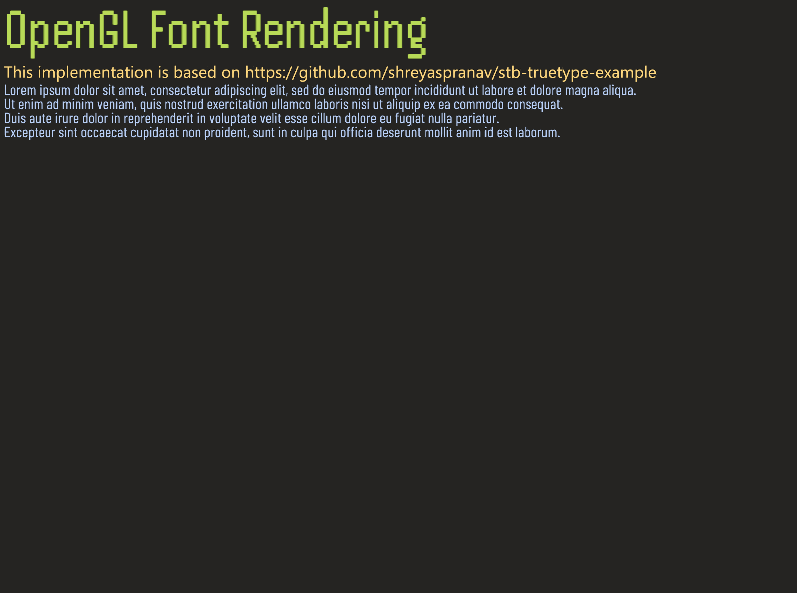 OpenGL Font Rendering
This implementation is based on https://github.com/shreyaspranav/stb-truetype-example
Lorem ipsum dolor sit amet, consectetur adipiscing elit, sed do eiusmod tempor incididunt ut labore et dolore magna aliqua.
Ut enim ad minim veniam, quis nostrud exercitation ullamco laboris nisi ut aliquip ex ea commodo consequat.
Duis aute irure dolor in reprehenderit in voluptate velit esse cillum dolore eu fugiat nulla pariatur.
Excepteur sint occaecat cupidatat non proident, sunt in culpa qui officia deserunt mollit anim id est laborum.